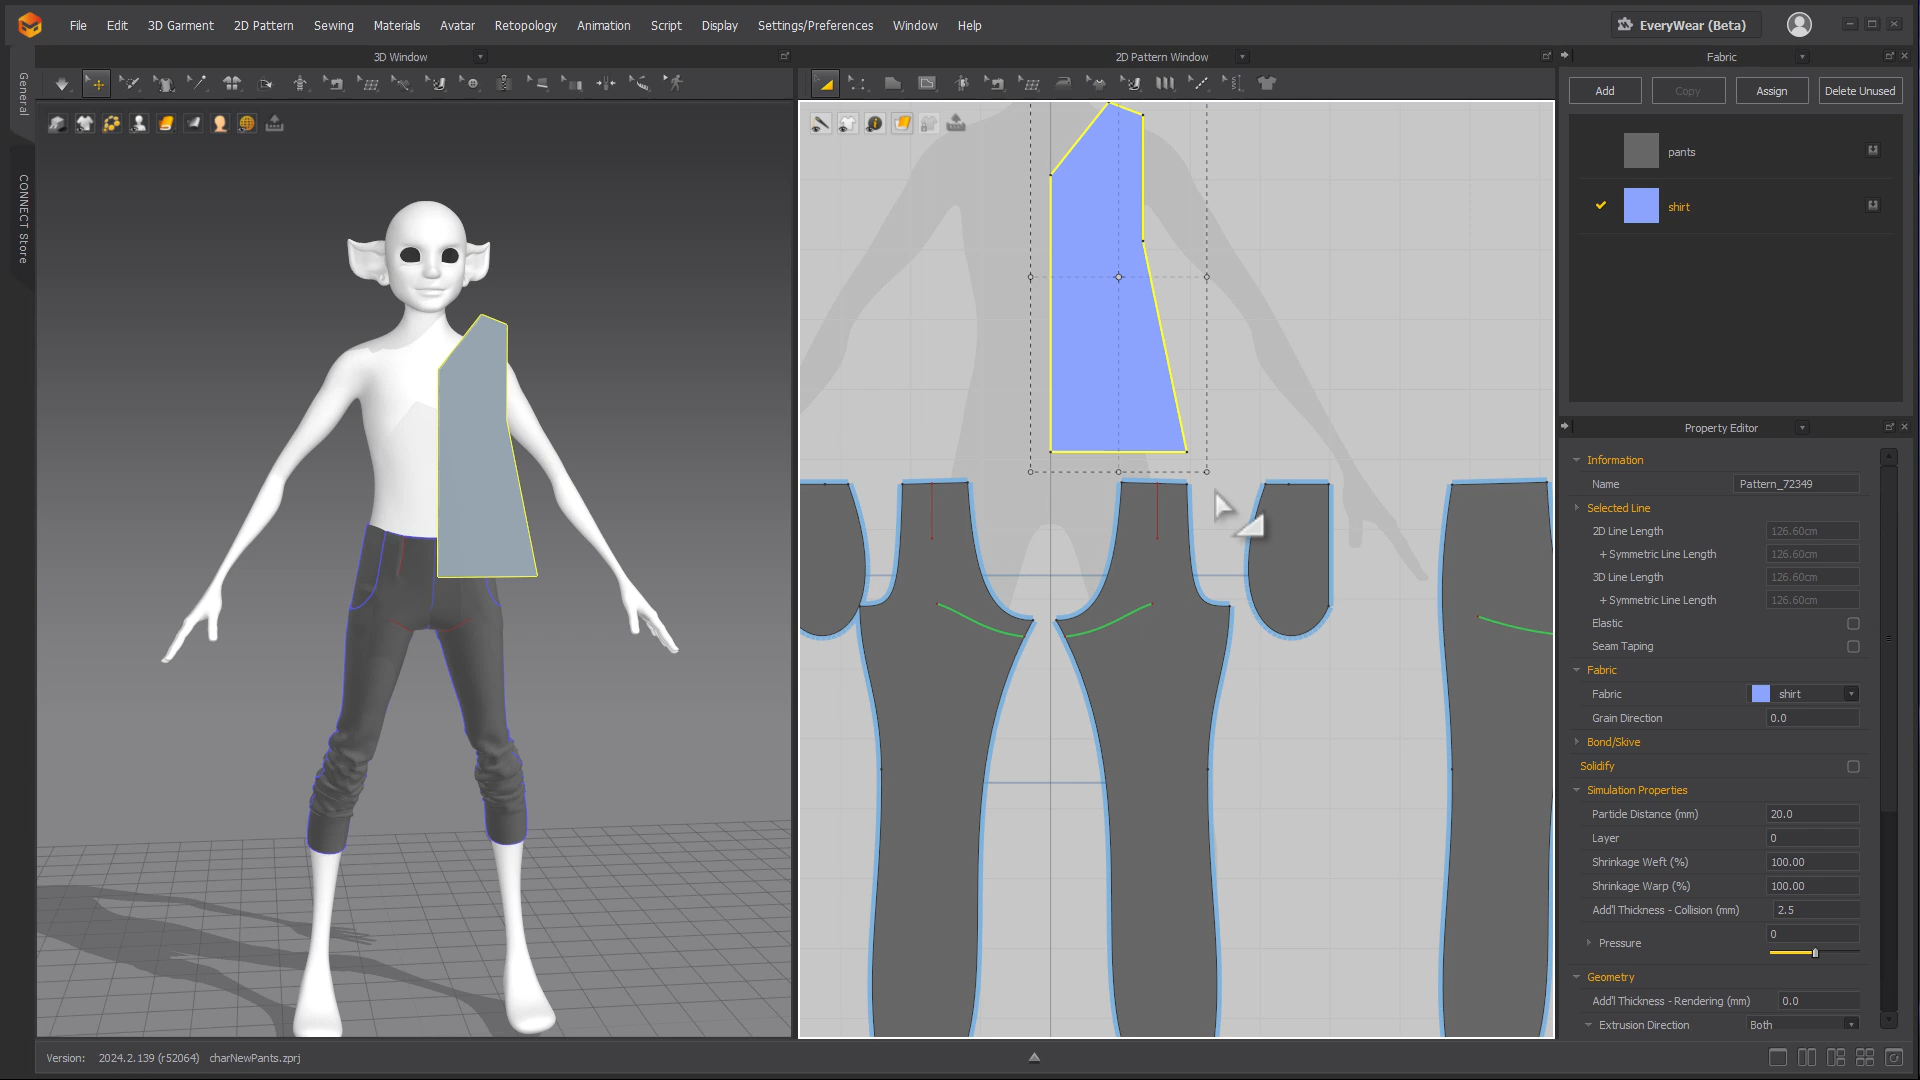 File Edit 3D Garment 2D Pattern Sewing Materials Avatar Retopology Animation Script Display Settings/Preferences Window Help EveryWear (Beta)
3D Window 2D Pattern Window Fabric
General
CONNECT Store
Add Copy Assign Delete Unused
pants
shirt
Property Editor
Information
Name Pattern_72349
Selected Line
2D Line Length 126.60cm
+ Symmetric Line Length 126.60cm
3D Line Length 126.60cm
+ Symmetric Line Length 126.60cm
Elastic
Seam Taping
Fabric
Fabric shirt
Grain Direction 0.0
Bond/Skive
Solidify
Simulation Properties
Particle Distance (mm) 20.0
Layer 0
Shrinkage Weft (%) 100.00
Shrinkage Warp (%) 100.00
Add'l Thickness - Collision (mm) 2.5
Pressure 0
Geometry
Add'l Thickness - Rendering (mm) 0.0
Extrusion Direction Both
Version: 2024.2.139 (r52064) charNewPants.zprj